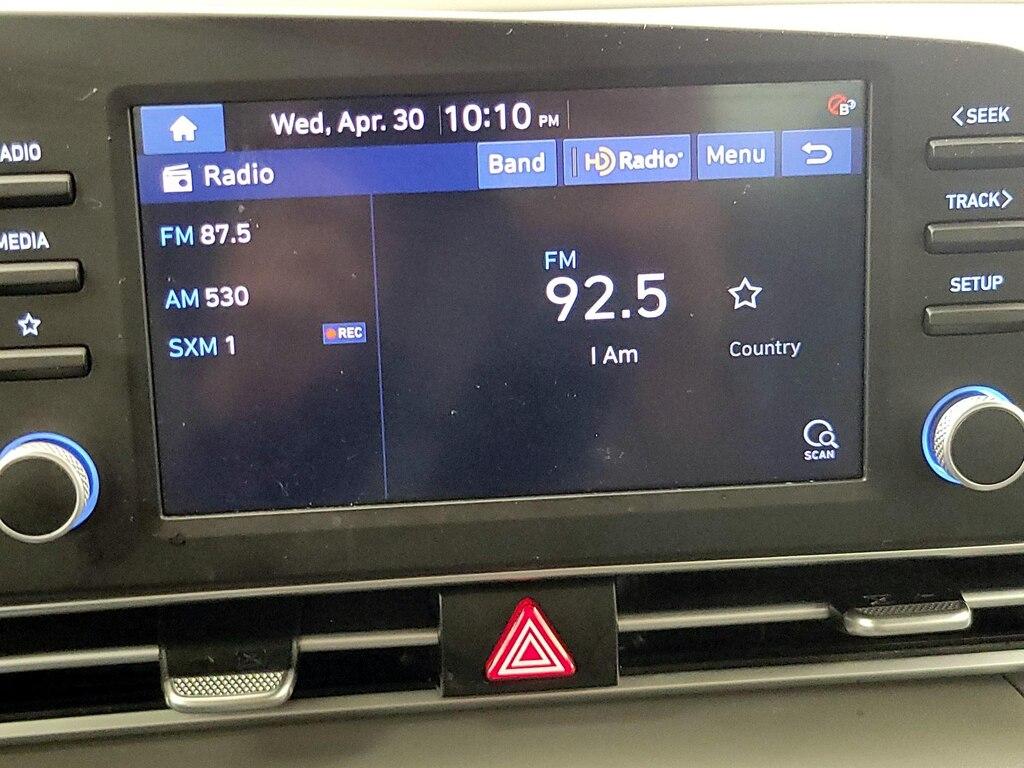 Wed, Apr. 30 10:10 PM
B
Radio Band HD Radio Menu
FM 87.5
AM 530
SXM 1 REC
FM
92.5
I Am Country
SCAN
ADIO
MEDIA
<SEEK
TRACK>
SETUP